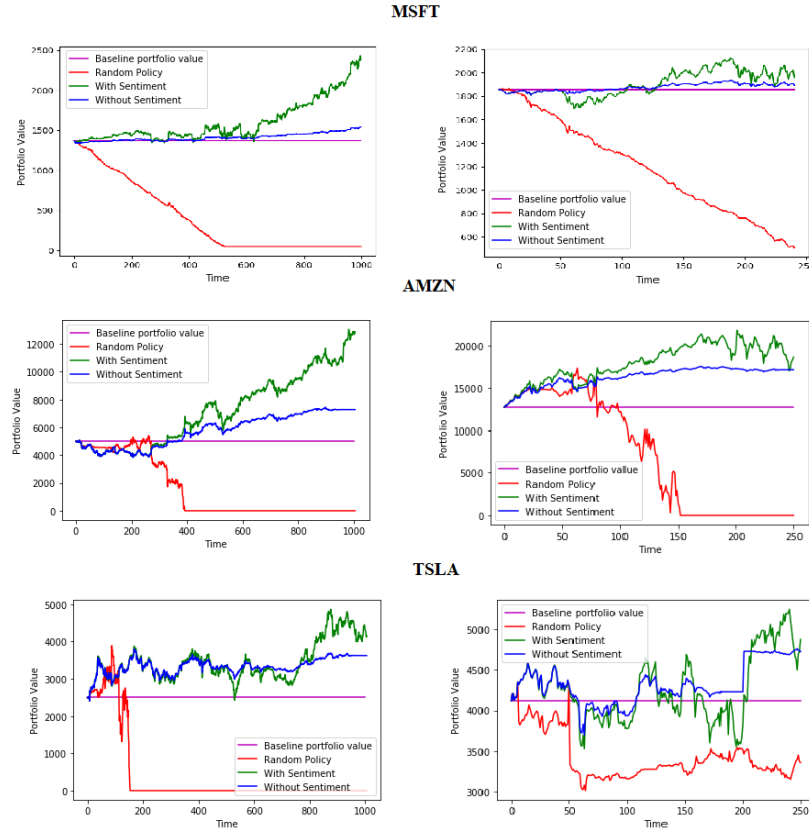 MSFT
2500
2000
1500
1000
500
0
Portfolio Value
Baseline portfolio value
Random Policy
With Sentiment
Without Sentiment
0 200 400 600 800 1000
Time
2200
2000
1800
1600
1400
1200
1000
800
600
Portfolio Value
Baseline portfolio value
Random Policy
With Sentiment
Without Sentiment
0 50 100 150 200 250
Time
AMZN
12000
10000
8000
6000
4000
2000
0
Portfolio Value
Baseline portfolio value
Random Policy
With Sentiment
Without Sentiment
0 200 400 600 800 1000
Time
20000
15000
10000
5000
0
Portfolio Value
Baseline portfolio value
Random Policy
With Sentiment
Without Sentiment
0 50 100 150 200 250
Time
TSLA
5000
4000
3000
2000
1000
0
Portfolio Value
Baseline portfolio value
Random Policy
With Sentiment
Without Sentiment
0 200 400 600 800 1000
Time
5000
4500
4000
3500
3000
Portfolio Value
Baseline portfolio value
Random Policy
With Sentiment
Without Sentiment
0 50 100 150 200 250
Time